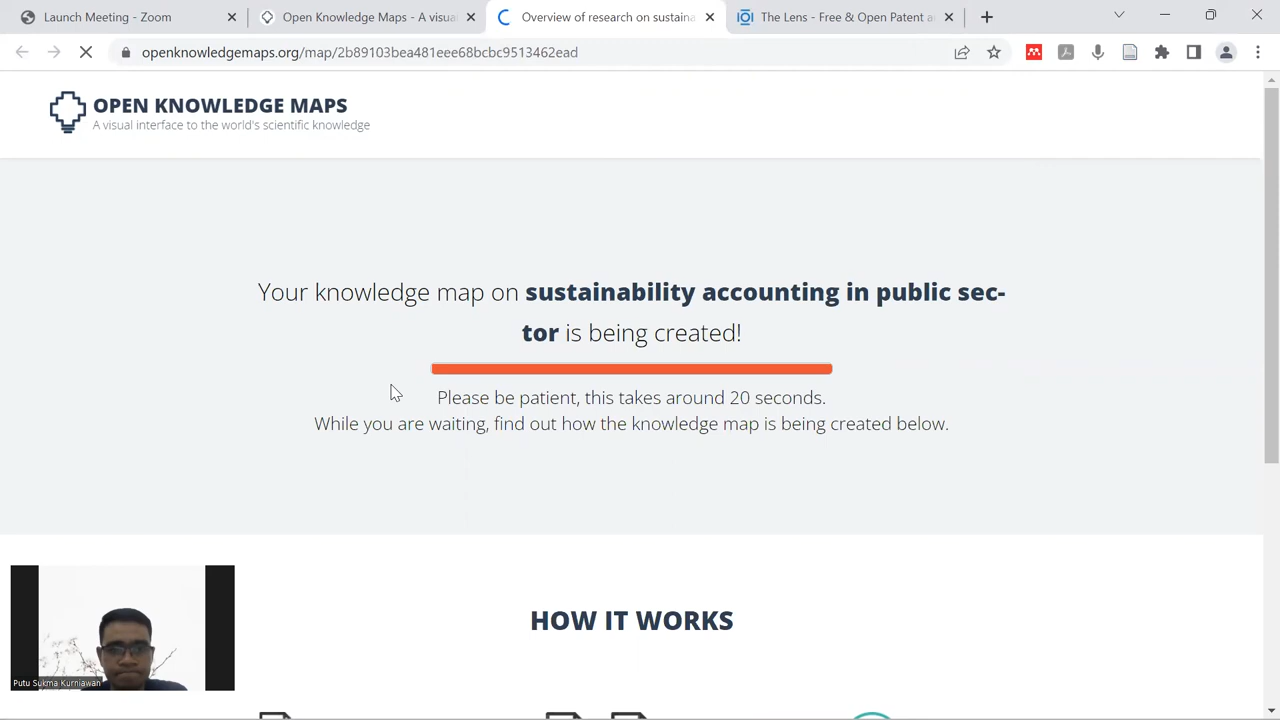 Launch Meeting - Zoom
Open Knowledge Maps - A visua
Overview of research on sustaina
The Lens - Free & Open Patent a
openknowledgemaps.org/map/2b89103bea481eee68bcbc9513462ead
OPEN KNOWLEDGE MAPS
A visual interface to the world's scientific knowledge
Your knowledge map on sustainability accounting in public sec-
tor is being created!
Please be patient, this takes around 20 seconds.
While you are waiting, find out how the knowledge map is being created below.
HOW IT WORKS
Putu Sukma Kurniawan